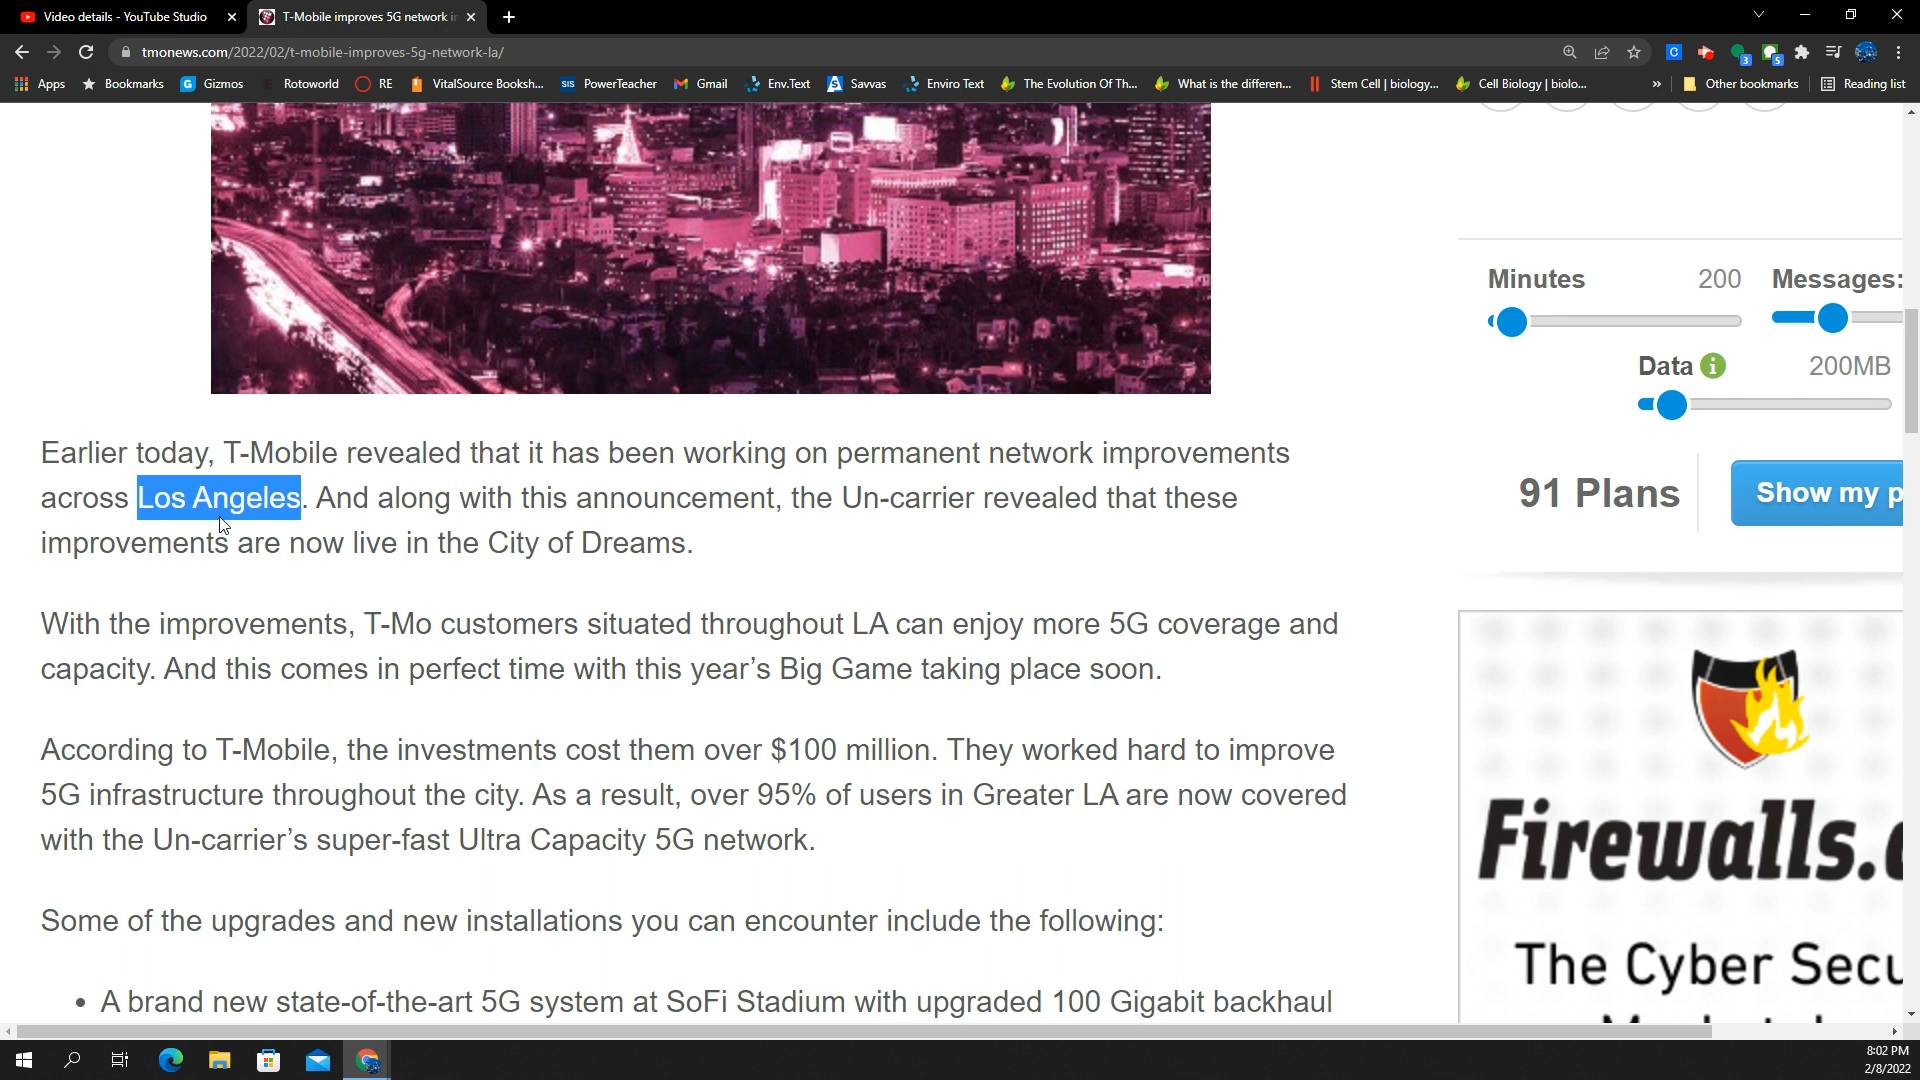 Video details - YouTube Studio
T-Mobile improves 5G network in
tmonews.com/2022/02/t-mobile-improves-5g-network-la/
3
5
Apps Bookmarks Gizmos Rotoworld RE VitalSource Booksh... PowerTeacher Gmail Env.Text Savvas Enviro Text The Evolution Of Th... What is the differen... Stem Cell | biology... Cell Biology | biolo... » Other bookmarks Reading list
Minutes 200 Messages:
Data 200MB
91 Plans Show my p
Earlier today, T-Mobile revealed that it has been working on permanent network improvements
across Los Angeles. And along with this announcement, the Un-carrier revealed that these
improvements are now live in the City of Dreams.
With the improvements, T-Mo customers situated throughout LA can enjoy more 5G coverage and
capacity. And this comes in perfect time with this year’s Big Game taking place soon.
According to T-Mobile, the investments cost them over $100 million. They worked hard to improve
5G infrastructure throughout the city. As a result, over 95% of users in Greater LA are now covered
with the Un-carrier’s super-fast Ultra Capacity 5G network.
Some of the upgrades and new installations you can encounter include the following:
• A brand new state-of-the-art 5G system at SoFi Stadium with upgraded 100 Gigabit backhaul
Firewalls.c
The Cyber Secu
8:02 PM
2/8/2022